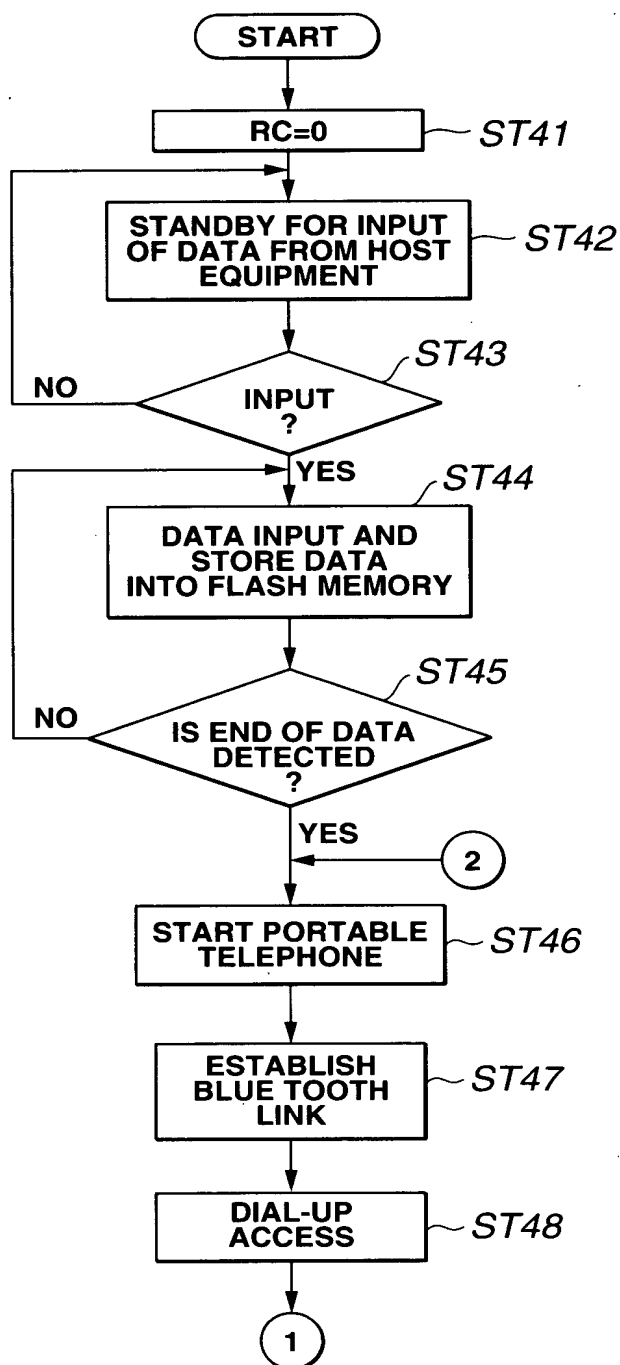 START
RC=0
ST41
STANDBY FOR INPUT
OF DATA FROM HOST
EQUIPMENT
ST42
ST43
NO
INPUT
?
YES
ST44
DATA INPUT AND
STORE DATA
INTO FLASH MEMORY
ST45
NO
IS END OF DATA
DETECTED
?
YES
2
START PORTABLE
TELEPHONE
ST46
ESTABLISH
BLUE TOOTH
LINK
ST47
DIAL-UP
ACCESS
ST48
1